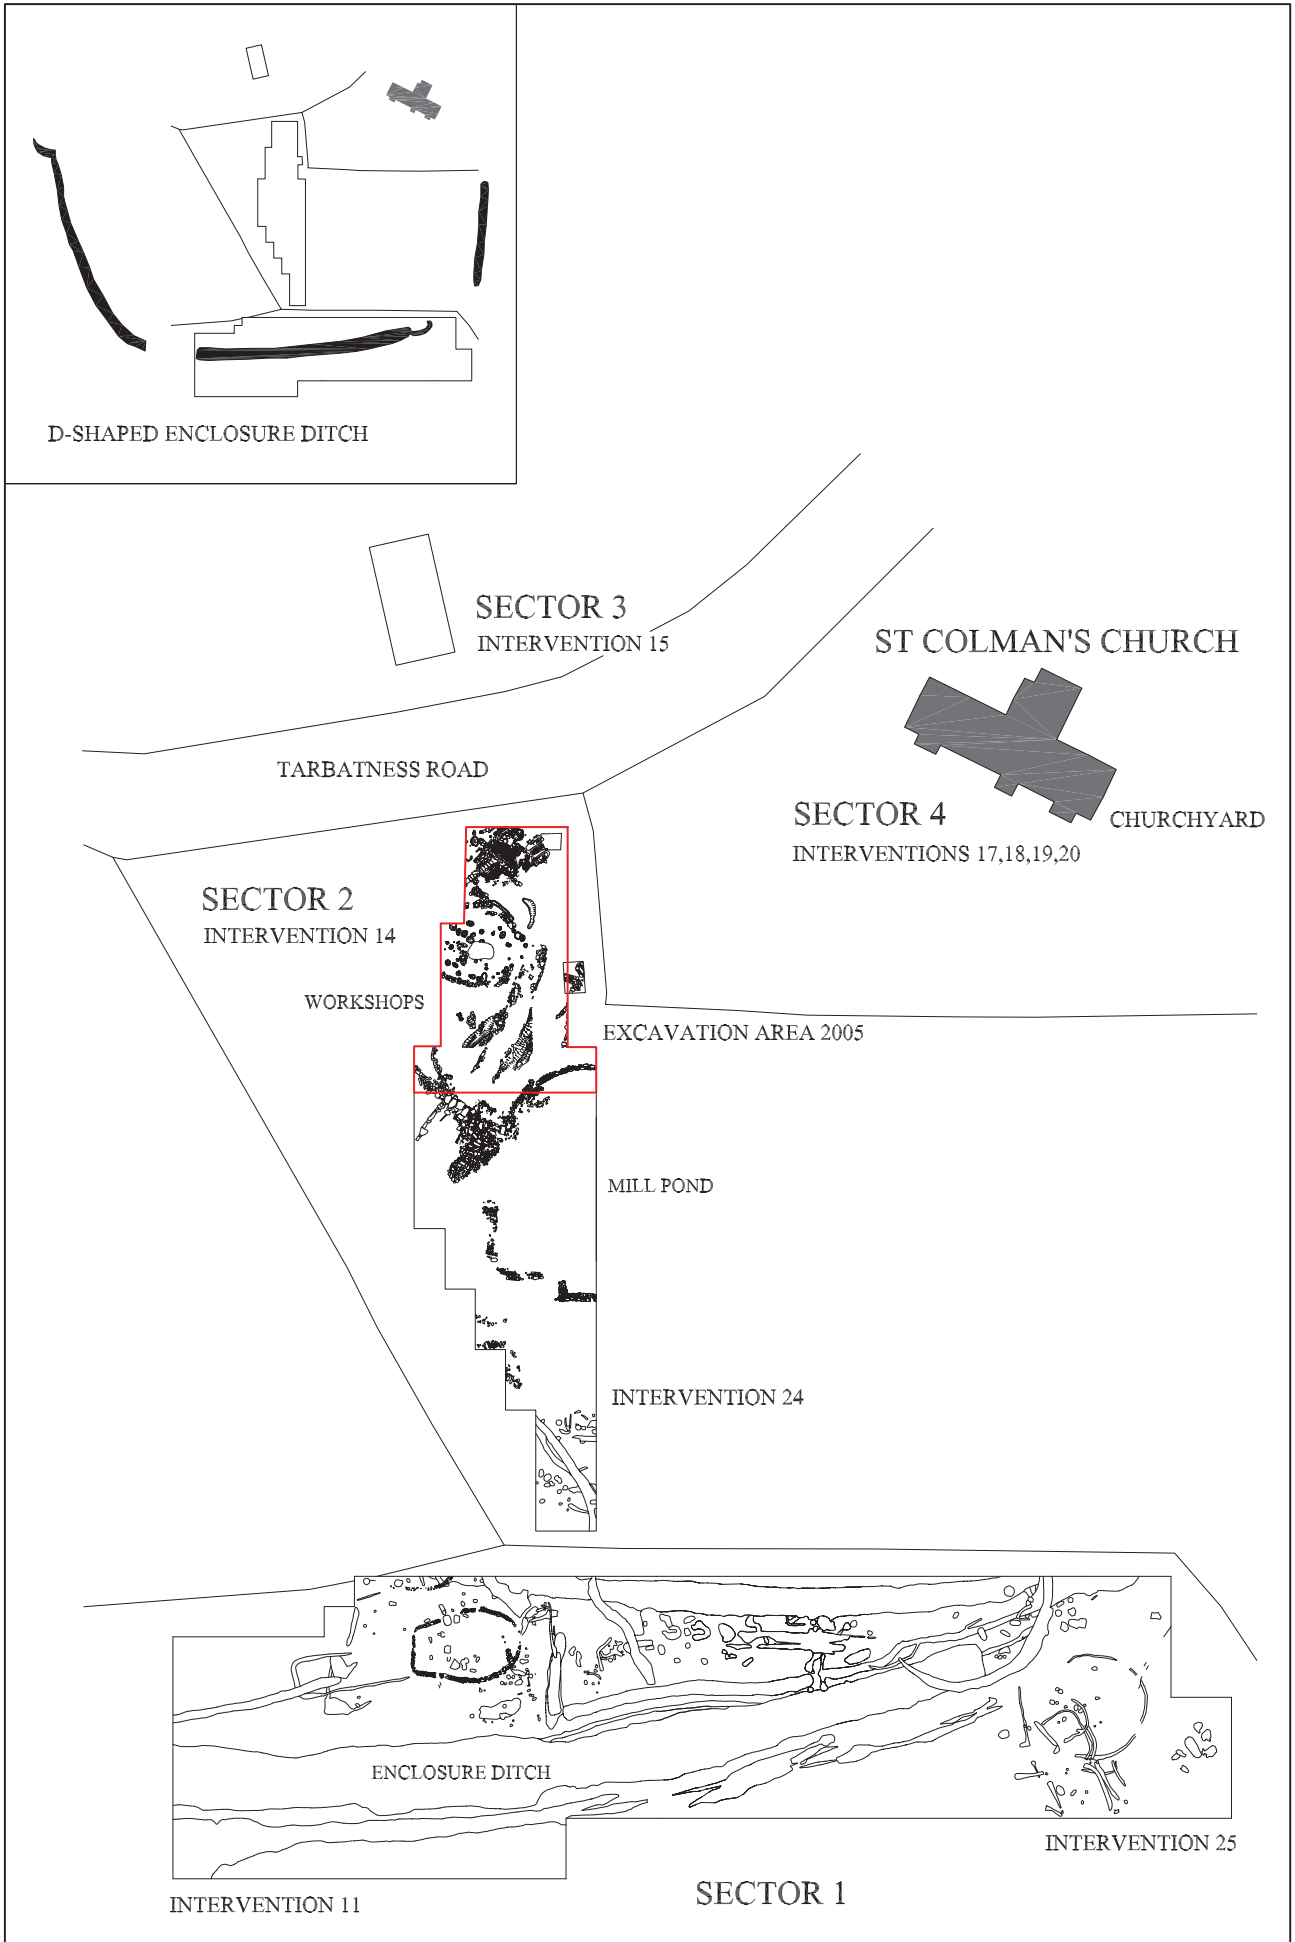 D-SHAPED ENCLOSURE DITCH
SECTOR 3
INTERVENTION 15
ST COLMAN'S CHURCH
TARBATNESS ROAD
SECTOR 4
CHURCHYARD
INTERVENTIONS 17,18,19,20
SECTOR 2
INTERVENTION 14
WORKSHOPS
EXCAVATION AREA 2005
MILL POND
INTERVENTION 24
ENCLOSURE DITCH
INTERVENTION 25
SECTOR 1
INTERVENTION 11